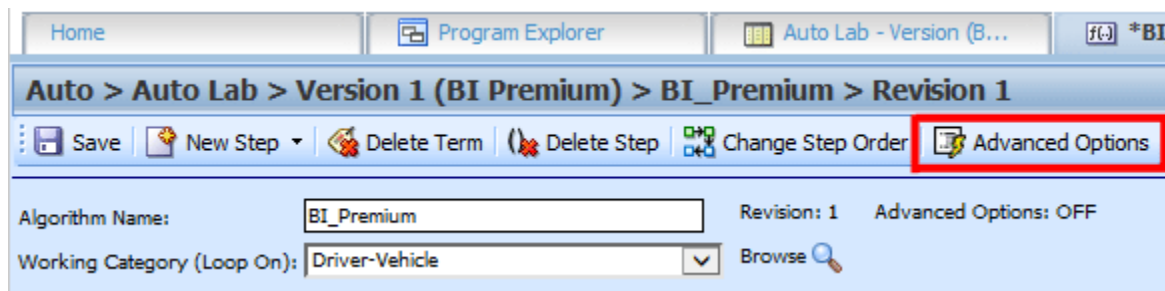 Home Program Explorer Auto Lab - Version (B... f(·) *BI
Auto > Auto Lab > Version 1 (BI Premium) > BI_Premium > Revision 1
Save New Step Delete Term Delete Step Change Step Order Advanced Options
Algorithm Name: BI_Premium Revision: 1 Advanced Options: OFF
Working Category (Loop On): Driver-Vehicle Browse